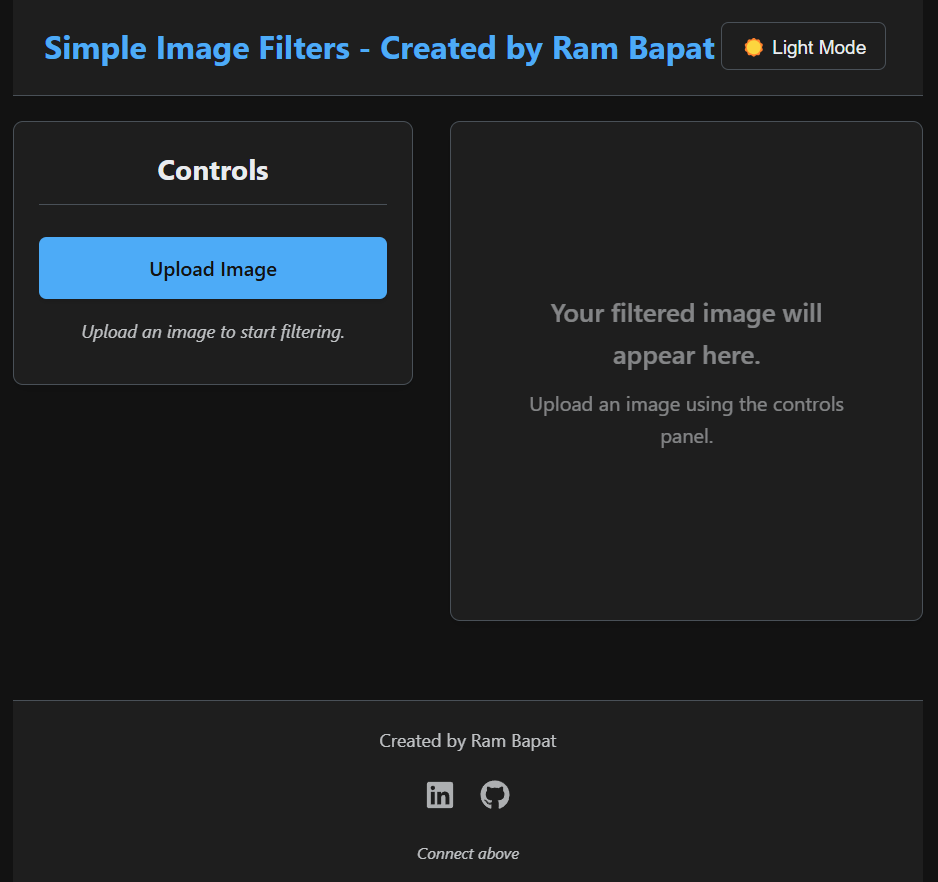 Simple Image Filters - Created by Ram Bapat
Light Mode
Controls
Upload Image
Upload an image to start filtering.
Your filtered image will
appear here.
Upload an image using the controls
panel.
Created by Ram Bapat
in
Connect above